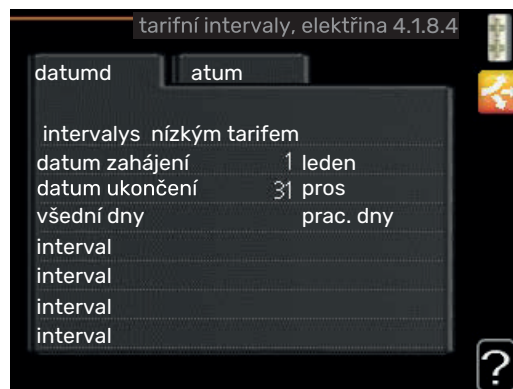 tarifní intervaly, elektřina 4.1.8.4
datumd atum
intervalys nízkým tarifem
datum zahájení 1 leden
datum ukončení 31 pros
všední dny prac. dny
interval
interval
interval
interval
?